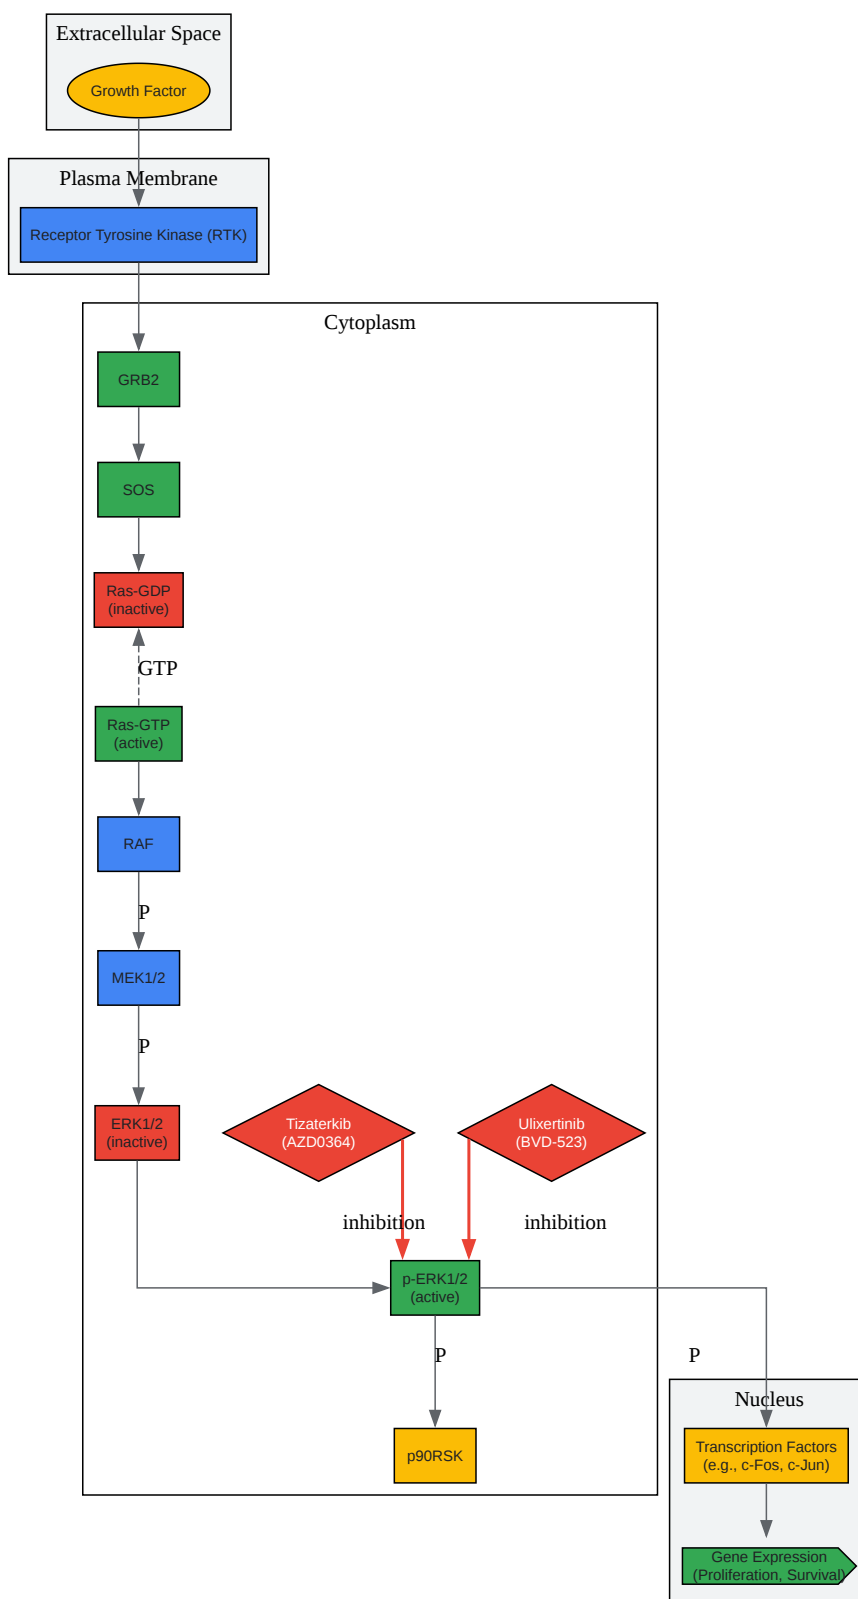 Extracellular Space
Growth Factor
Plasma Membrane
Receptor Tyrosine Kinase (RTK)
Cytoplasm
GRB2
SOS
Ras-GDP
(inactive)
GTP
Ras-GTP
(active)
RAF
P
MEK1/2
P
ERK1/2
(inactive)
Tizaterkib
(AZD0364)
Ulixertinib
(BVD-523)
inhibition
inhibition
p-ERK1/2
(active)
P
P
Nucleus
p90RSK
Transcription Factors
(e.g., c-Fos, c-Jun)
Gene Expression
(Proliferation, Survival)